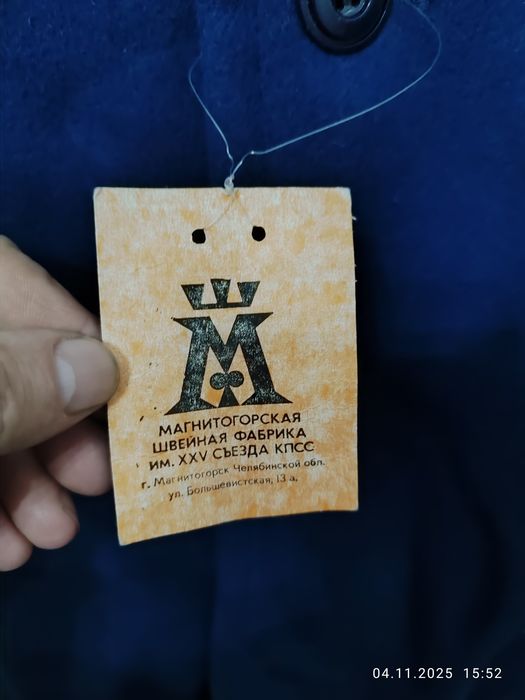 МАГНИТОГОРСКАЯ
ШВЕЙНАЯ ФАБРИКА
ИМ. XXV СЪЕЗДА КПСС
г. Магнитогорск Челябинской обл.
ул. Большевистская, 13 а,
04.11.2025 15:52